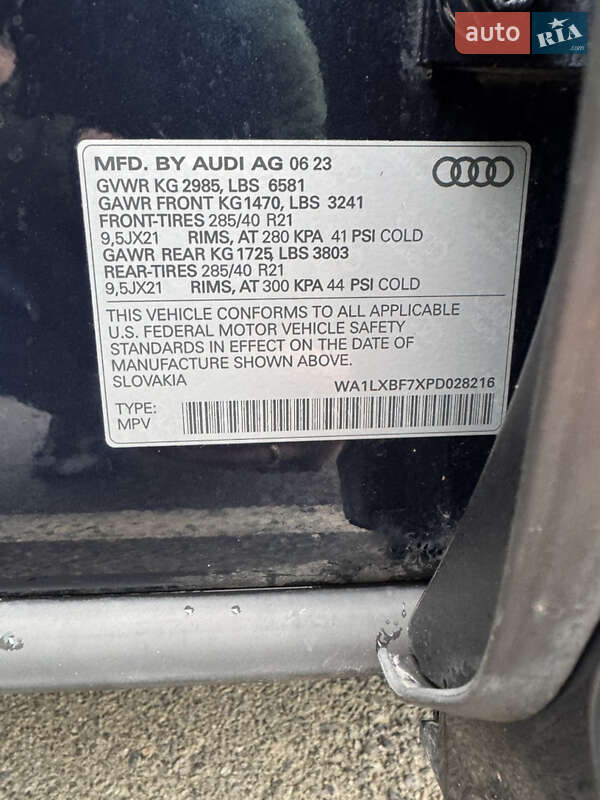 auto RIA.com
MFD. BY AUDI AG 06 23
GVWR KG 2985, LBS 6581
GAWR FRONT KG1470, LBS 3241
FRONT-TIRES 285/40 R21
9,5JX21 RIMS, AT 280 KPA 41 PSI COLD
GAWR REAR KG 1725, LBS 3803
REAR-TIRES 285/40 R21
9,5JX21 RIMS, AT 300 KPA 44 PSI COLD
THIS VEHICLE CONFORMS TO ALL APPLICABLE
U.S. FEDERAL MOTOR VEHICLE SAFETY
STANDARDS IN EFFECT ON THE DATE OF
MANUFACTURE SHOWN ABOVE.
SLOVAKIA WA1LXBF7XPD028216
TYPE:
MPV